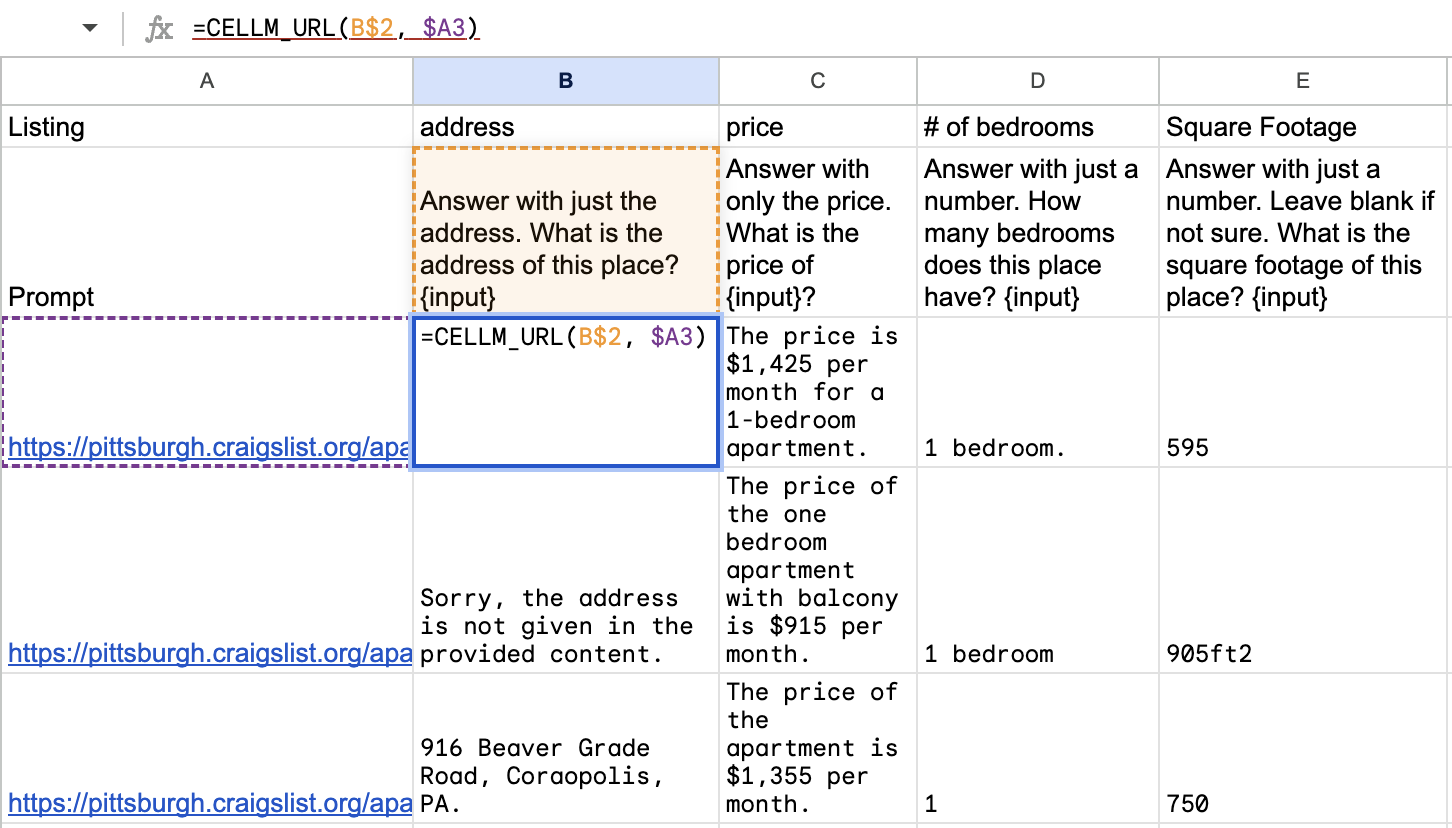 fx =CELLM_URL(B$2, $A3)
A B C D E
Listing address price # of bedrooms Square Footage
Prompt
Answer with just the
address. What is the
address of this place?
{input}
Answer with
only the price.
What is the
price of
{input}?
Answer with just a
number. How
many bedrooms
does this place
have? {input}
Answer with just a
number. Leave blank if
not sure. What is the
square footage of this
place? {input}
https://pittsburgh.craigslist.org/apa
=CELLM_URL(B$2, $A3)
The price is
$1,425 per
month for a
1-bedroom
apartment.
1 bedroom.
595
https://pittsburgh.craigslist.org/apa
Sorry, the address
is not given in the
provided content.
The price of
the one
bedroom
apartment
with balcony
is $915 per
month.
1 bedroom
905ft2
https://pittsburgh.craigslist.org/apa
916 Beaver Grade
Road, Coraopolis,
PA.
The price of
the
apartment is
$1,355 per
month.
1
750